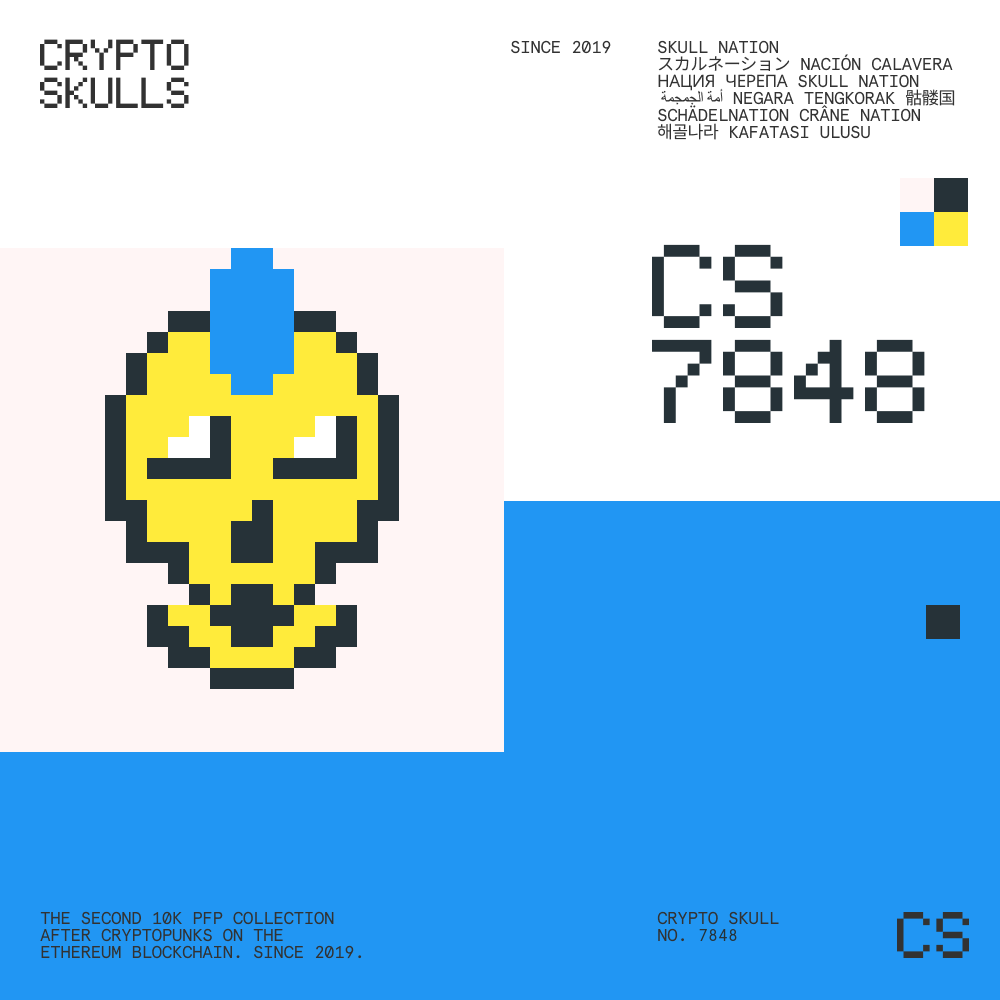 CRYPTO
SKULLS
SINCE 2019
SKULL NATION
スカルネーション NACIÓN CALAVERA
НАЦИЯ ЧЕРЕПА SKULL NATION
أمة الجمجمة NEGARA TENGKORAK 骷髅国
SCHÄDELNATION CRÂNE NATION
해골나라 KAFATASI ULUSU
CS
7848
THE SECOND 10K PFP COLLECTION
AFTER CRYPTOPUNKS ON THE
ETHEREUM BLOCKCHAIN. SINCE 2019.
CRYPTO SKULL
NO. 7848
CS